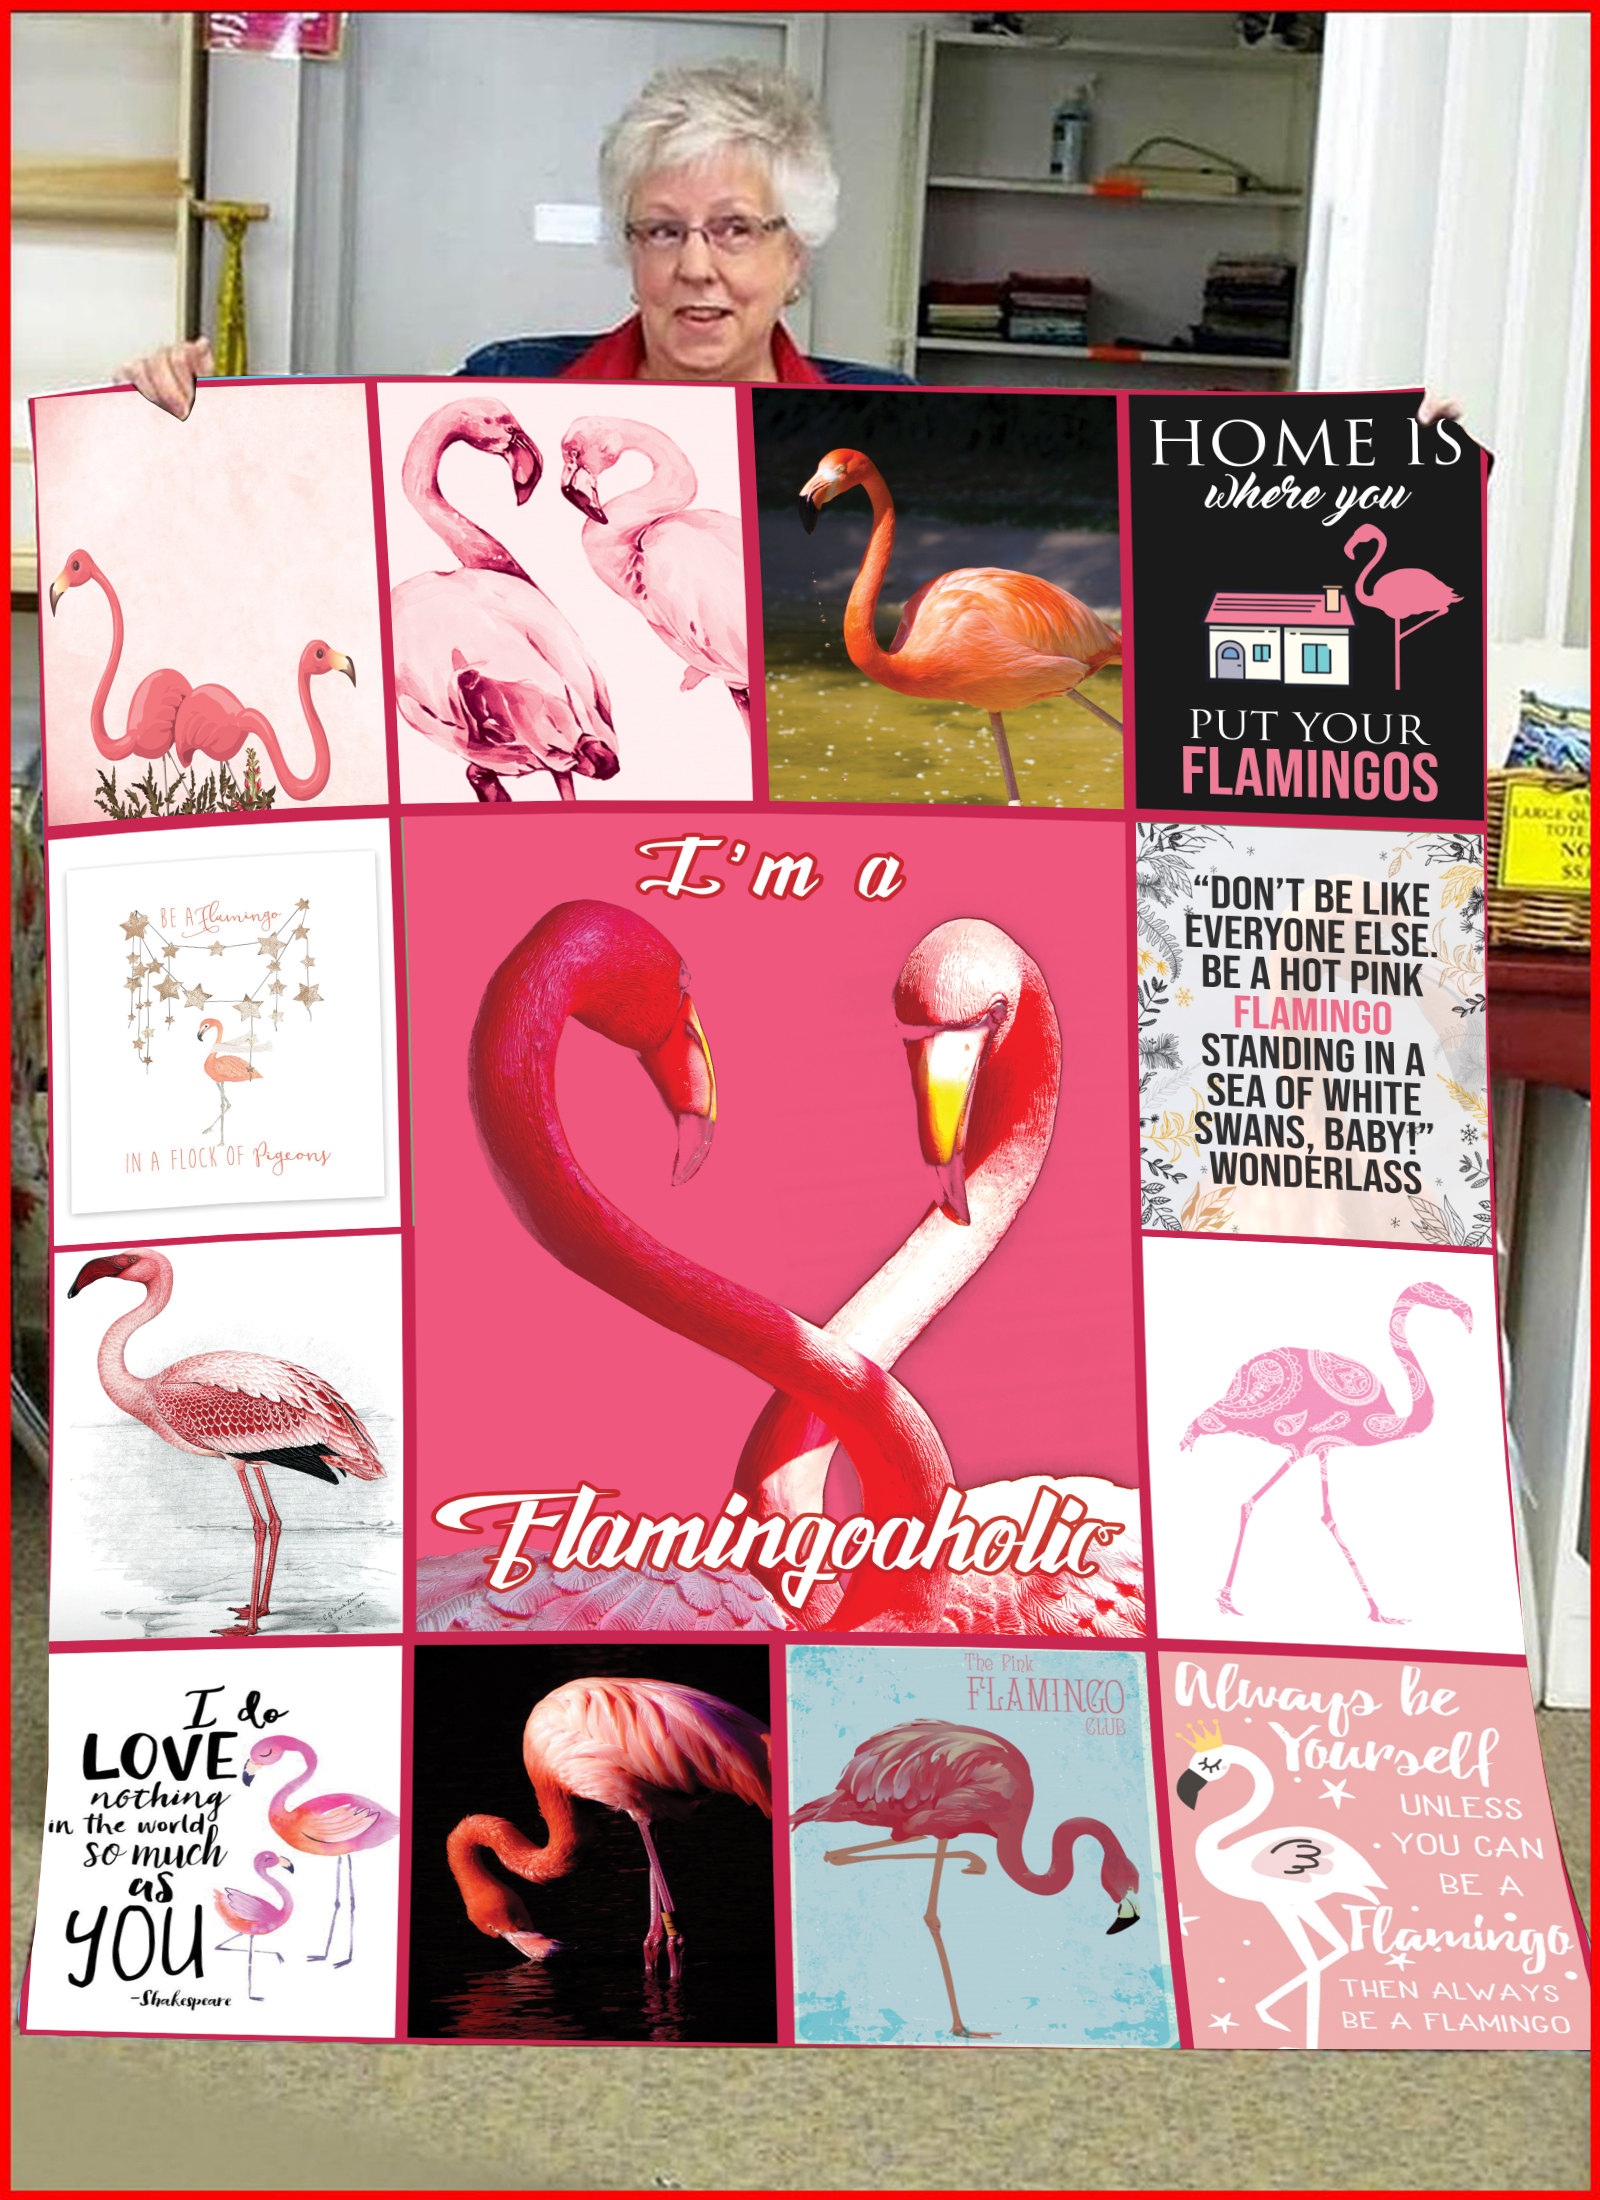 HOME IS
where you
PUT YOUR
FLAMINGOS
BE A Flamingo
IN A FLOCK OF Pigeons
I'm a
Flamingoaholic
“DON'T BE LIKE
EVERYONE ELSE.
BE A HOT PINK
FLAMINGO
STANDING IN A
SEA OF WHITE
SWANS, BABY!”
WONDERLASS
LARGE
TOTE
NO
I do
LOVE
nothing
in the world
so much
as
YOU
-Shakespeare
The Pink
FLAMINGO
CLUB
Always be
Yourself
UNLESS
YOU CAN
BE A
Flamingo
THEN ALWAYS
BE A FLAMINGO